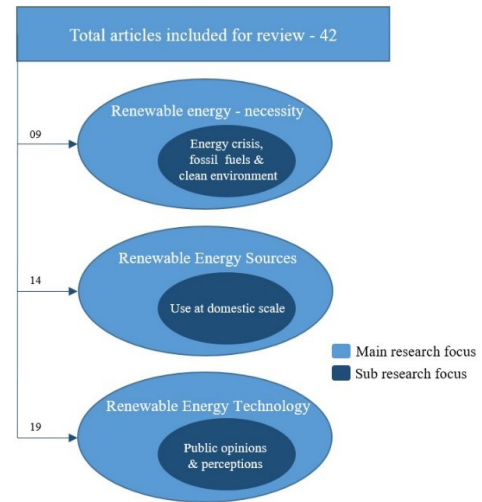 Total articles included for review - 42
Renewable energy - necessity
09
Energy crisis,
fossil fuels &
clean environment
Renewable Energy Sources
14
Use at domestic scale
Main research focus
Sub research focus
Renewable Energy Technology
19
Public opinions
& perceptions